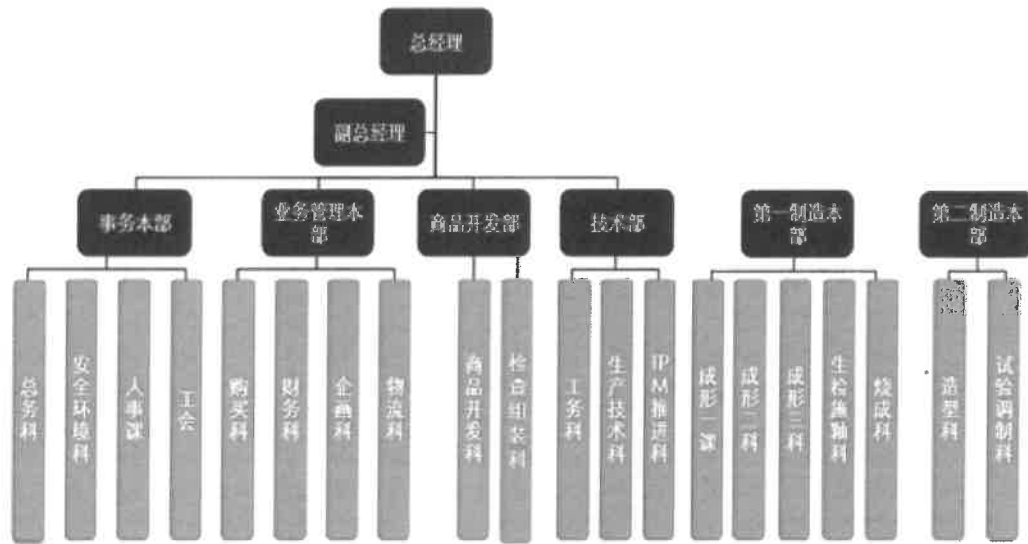 总经理
副总经理
事务本部
业务管理本
部
商品开发部
技术部
第一制造本
部
第二制造本
部
总务科
安全环境科
人事课
工会
购买科
财务科
企画科
物流科
商品开发科
检查组装科
工务科
生产技术科
TPM推进科
成形一课
成形二科
成形三科
生检施釉科
烧成科
造型科
试验调制科